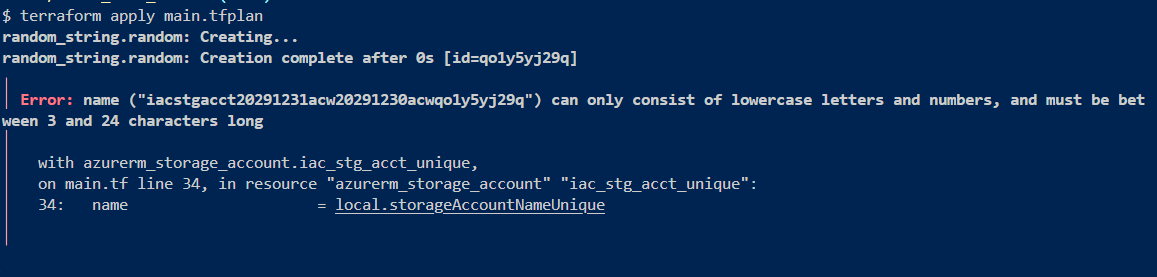 $ terraform apply main.tfplan
random_string.random: Creating...
random_string.random: Creation complete after 0s [id=qo1y5yj29q]
Error: name ("iacstgacct20291231acw20291230acwqo1y5yj29q") can only consist of lowercase letters and numbers, and must be bet
ween 3 and 24 characters long
with azurerm_storage_account.iac_stg_acct_unique,
on main.tf line 34, in resource "azurerm_storage_account" "iac_stg_acct_unique":
34: name = local.storageAccountNameUnique